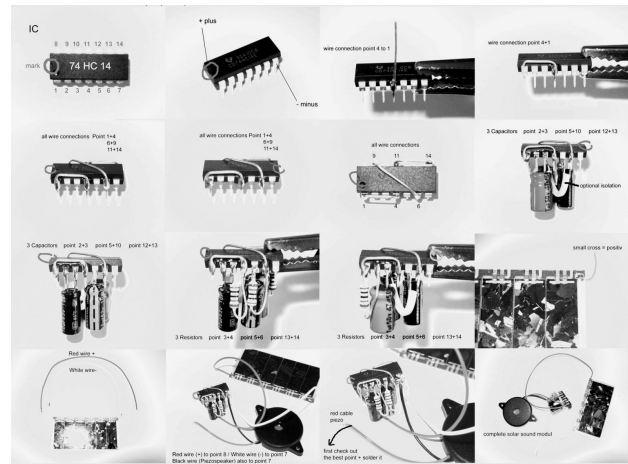 IC
8 9 10 11 12 13 14
mark
74 HC 14
1 2 3 4 5 6 7
+ plus
- minus
wire connection point 4 to 1
wire connection point 4+1
all wire connections Point 1+4
6+9
11+14
all wire connections Point 1+4
6+9
11+14
all wire connections
9 11 14
1 4 6
3 Capacitors point 2+3 point 5+10 point 12+13
optional isolation
3 Capacitors point 2+3 point 5+10 point 12+13
3 Resistors point 3+4 point 5+6 point 13+14
3 Resistors point 3+4 point 5+6 point 13+14
small cross = positiv
Red wire +
White wire-
Red wire (+) to point 8 / White wire (-) to point 7
Black wire (Piezospeaker) also to point 7
red cable
piezo
first check out
the best point + solder it
complete solar sound modul